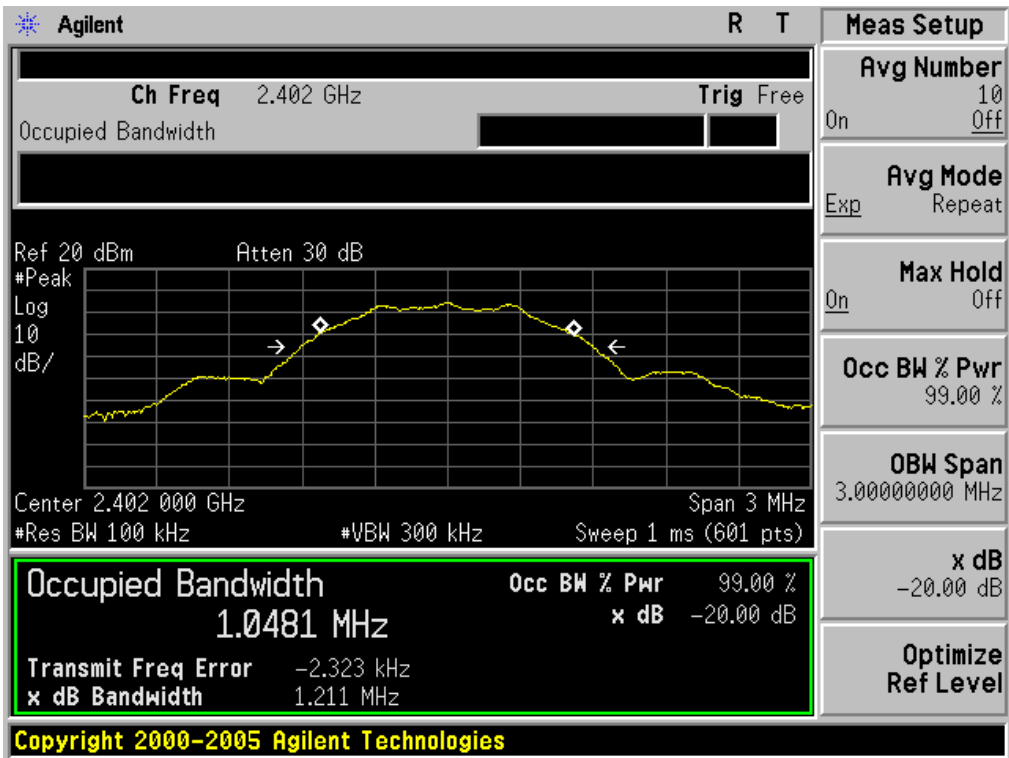 Agilent R T
Ch Freq 2.402 GHz Trig Free
Occupied Bandwidth
Ref 20 dBm Atten 30 dB
#Peak
Log
10
dB/
Center 2.402 000 GHz Span 3 MHz
#Res BW 100 kHz #VBW 300 kHz Sweep 1 ms (601 pts)
Occupied Bandwidth
1.0481 MHz
Occ BW % Pwr 99.00 %
x dB -20.00 dB
Transmit Freq Error -2.323 kHz
x dB Bandwidth 1.211 MHz
Copyright 2000-2005 Agilent Technologies
Meas Setup
Avg Number
10
On Off
Avg Mode
Exp Repeat
Max Hold
On Off
Occ BW % Pwr
99.00 %
OBW Span
3.00000000 MHz
x dB
-20.00 dB
Optimize
Ref Level